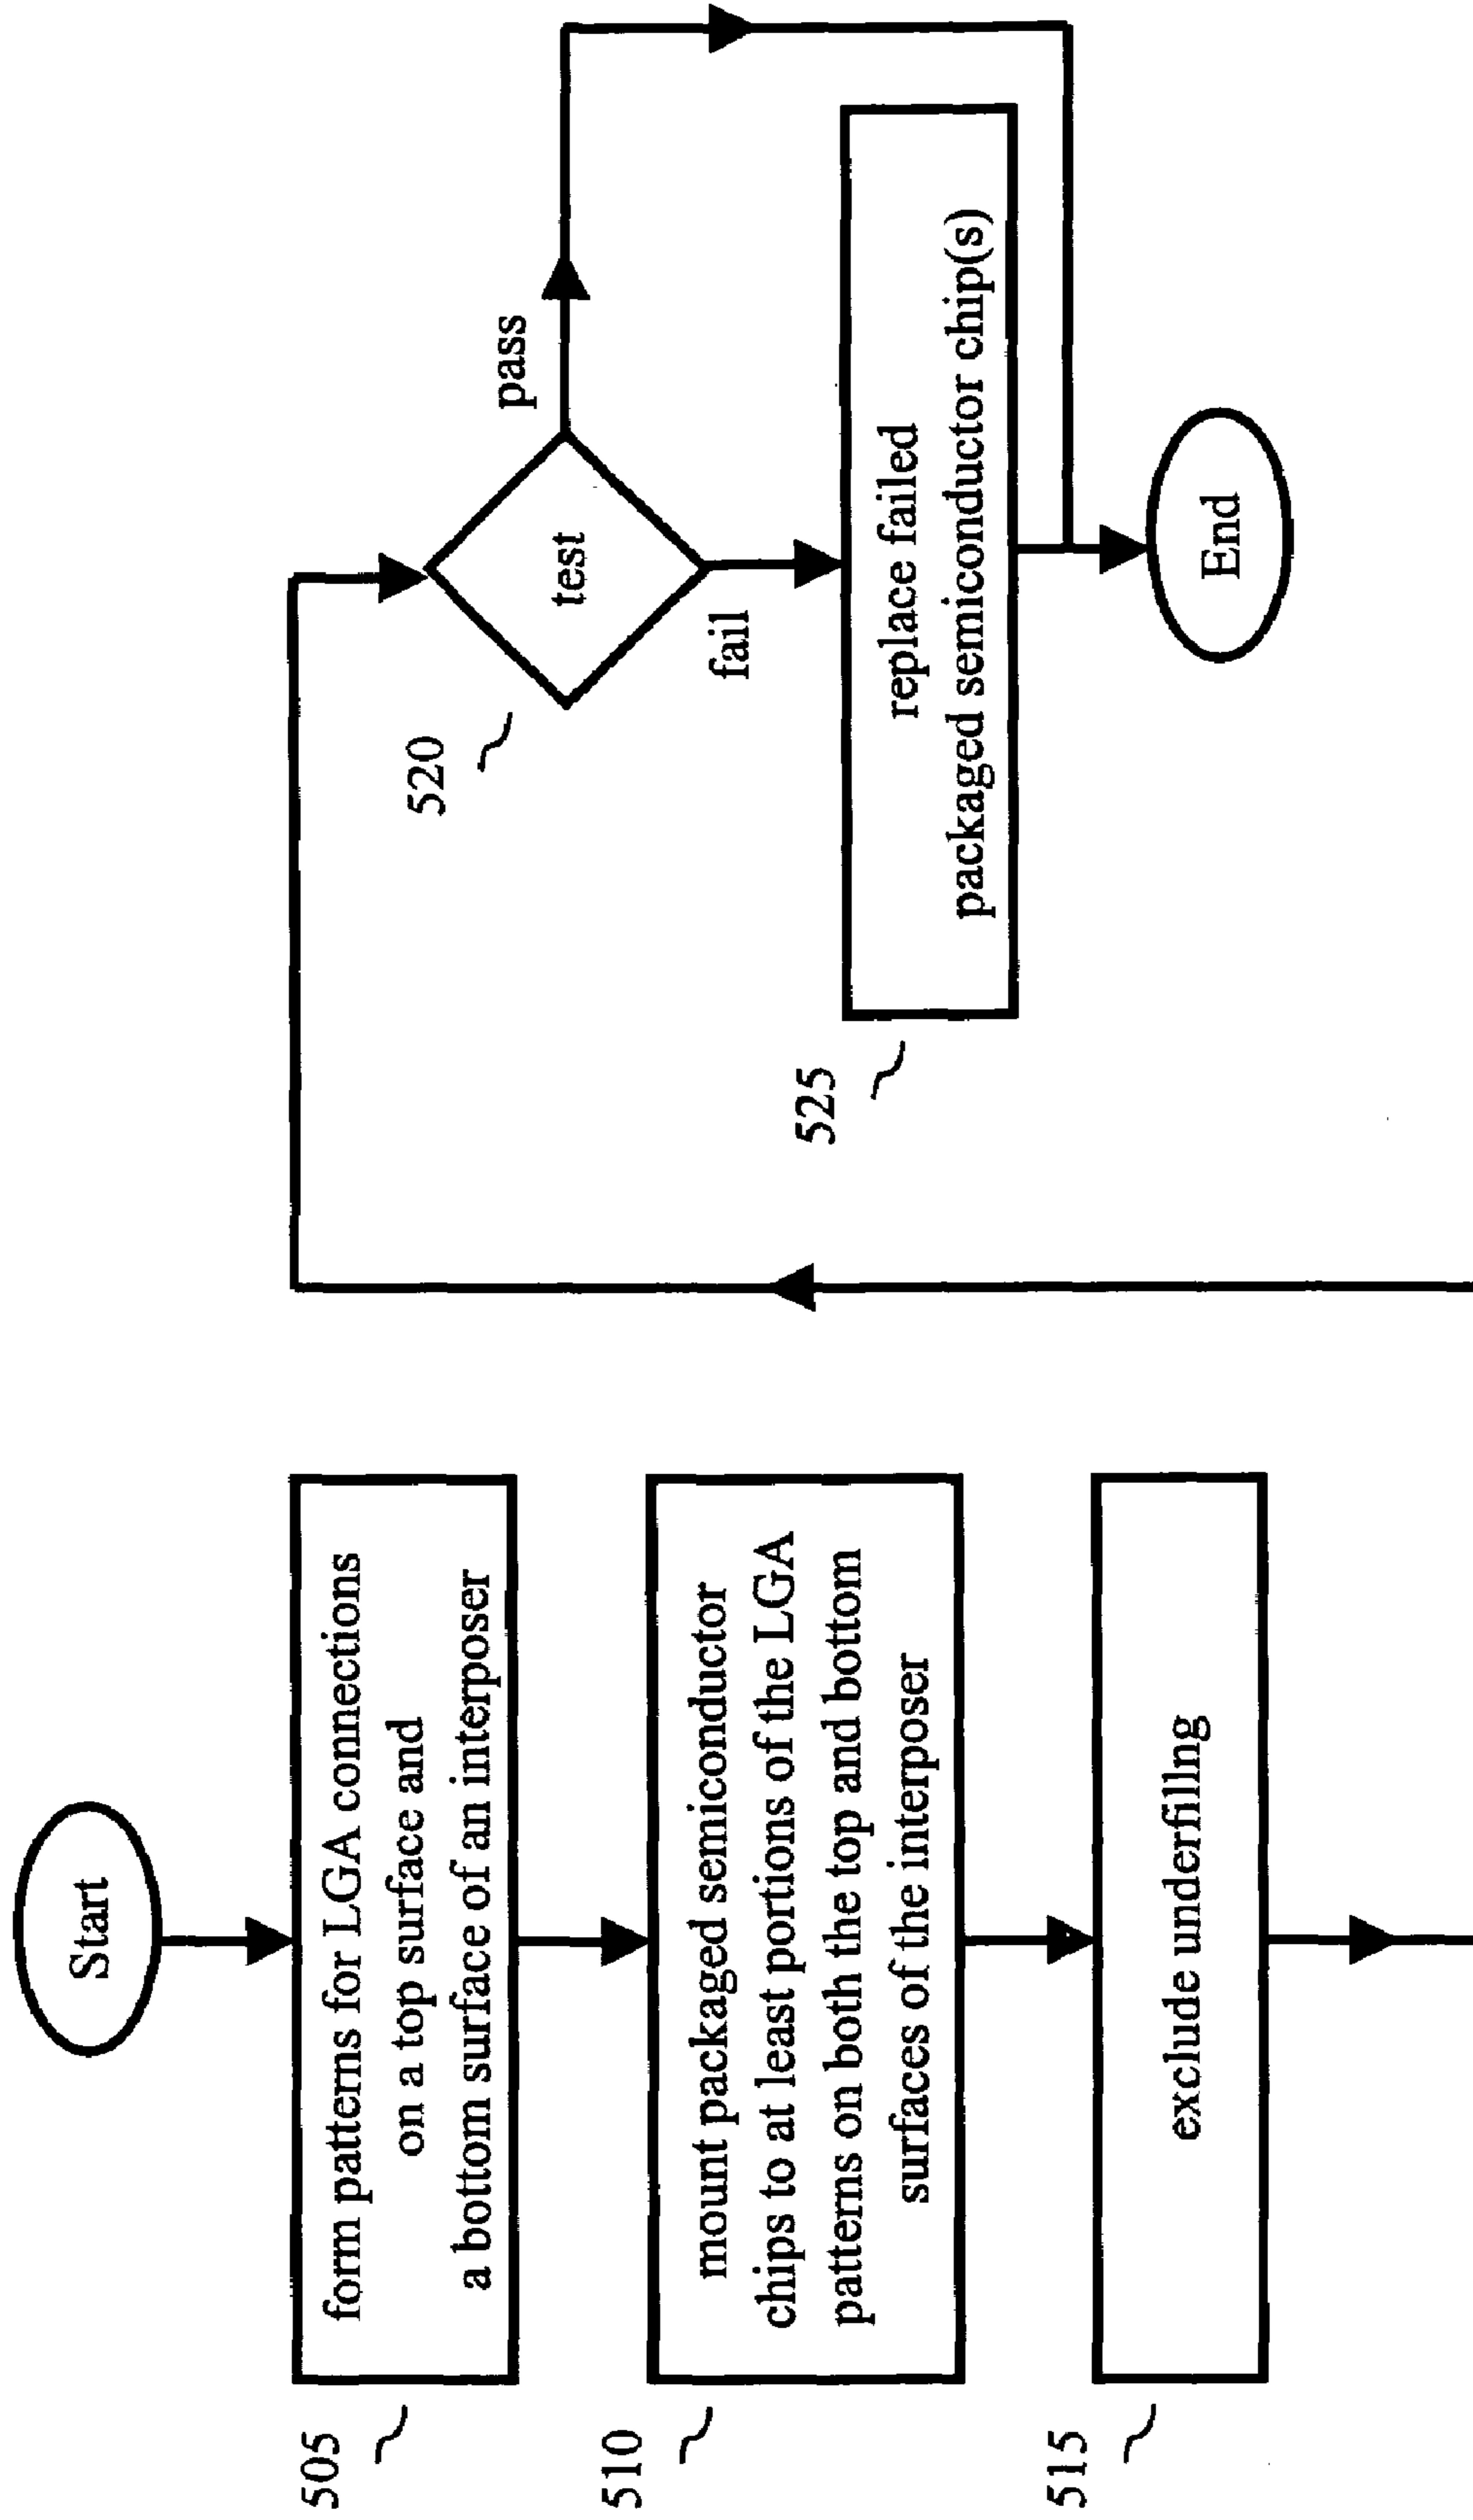 Start
505
form patterns for LGA connections
on a top surface and
a bottom surface of an interposer
510
mount packaged semiconductor
chips to at least portions of the LGA
patterns on both the top and bottom
surfaces of the interposer
515
exclude underfilling
520
test
pass
fail
525
replace failed
packaged semiconductor chip(s)
End